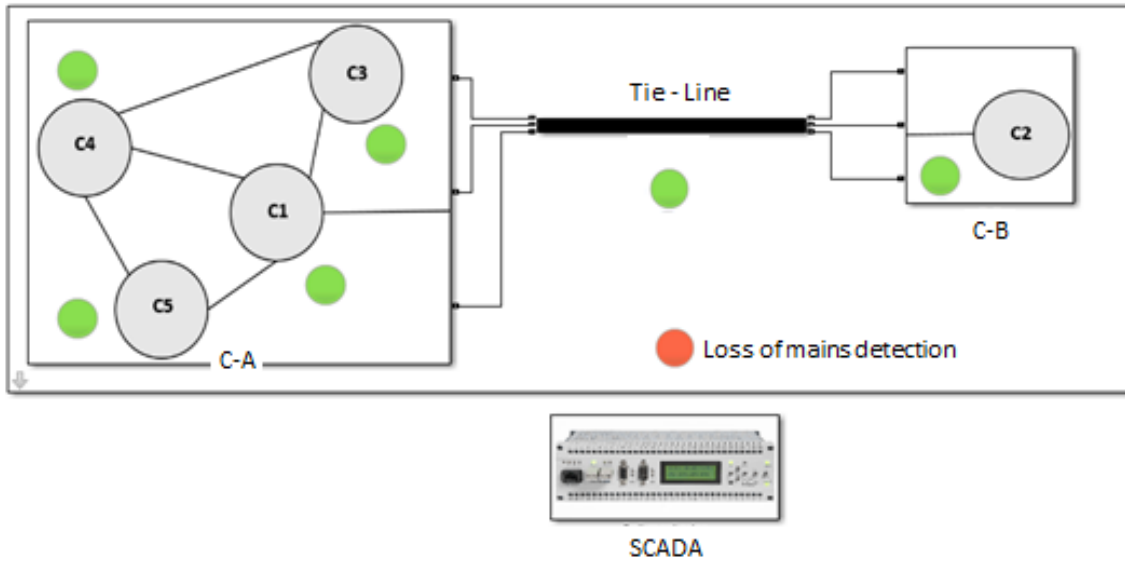 C3
Tie - Line
C4
C2
C1
C-B
C5
Loss of mains detection
C-A
SCADA